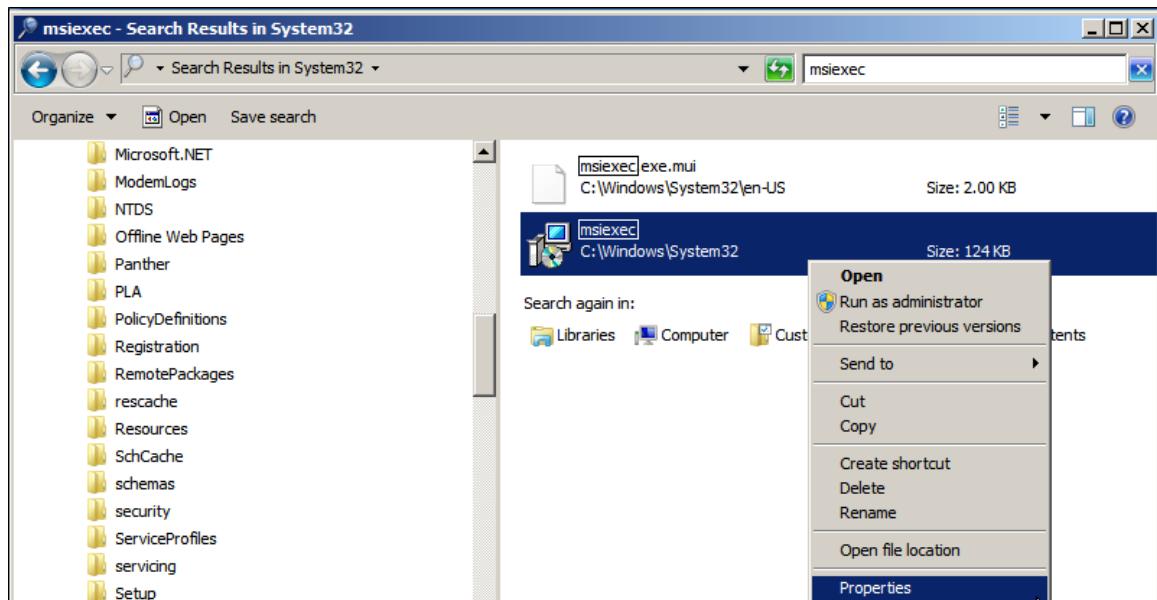 msiexec - Search Results in System32
Search Results in System32
msiexec
Organize
Open
Save search
Microsoft.NET
ModemLogs
NTDS
Offline Web Pages
Panther
PLA
PolicyDefinitions
Registration
RemotePackages
rescache
Resources
SchCache
schemas
security
ServiceProfiles
servicing
Setup
msiexec.exe.mui
C:\Windows\System32\en-US
Size: 2.00 KB
msiexec
C:\Windows\System32
Size: 124 KB
Search again in:
Libraries
Computer
Cust
tents
Open
Run as administrator
Restore previous versions
Send to
Cut
Copy
Create shortcut
Delete
Rename
Open file location
Properties